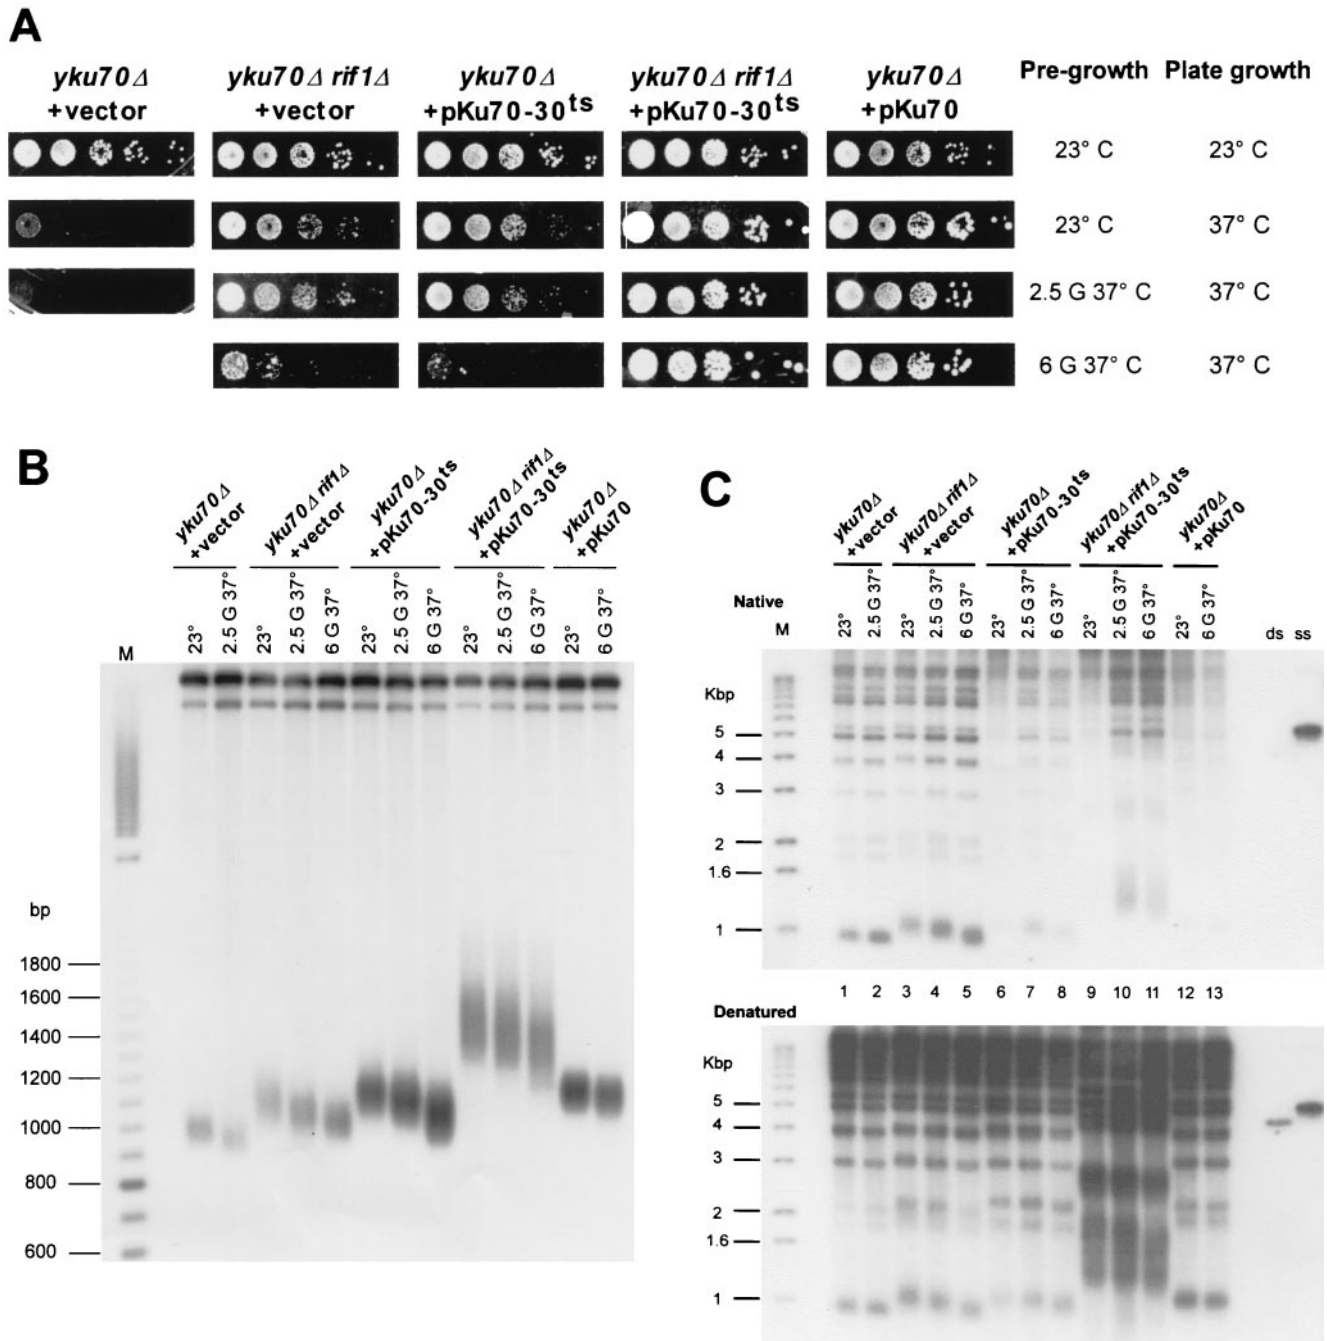 A
yku70Δ +vector
yku70Δ rif1Δ +vector
yku70Δ +pKu70-30ts
yku70Δ rif1Δ +pKu70-30ts
yku70Δ +pKu70
Pre-growth Plate growth
23° C 23° C
23° C 37° C
2.5 G 37° C 37° C
6 G 37° C 37° C
B
yku70Δ +vector
yku70Δ rif1Δ +vector
yku70Δ +pKu70-30ts
yku70Δ rif1Δ +pKu70-30ts
yku70Δ +pKu70
M 23° 2.5 G 37° 23° 2.5 G 37° 6 G 37° 23° 2.5 G 37° 6 G 37° 23° 2.5 G 37° 6 G 37° 23° 6 G 37°
bp
1800
1600
1400
1200
1000
800
600
C
yku70Δ +vector
yku70Δ rif1Δ +vector
yku70Δ +pKu70-30ts
yku70Δ rif1Δ +pKu70-30ts
yku70Δ +pKu70
Native
M 23° 2.5 G 37° 23° 2.5 G 37° 6 G 37° 23° 2.5 G 37° 6 G 37° 23° 2.5 G 37° 6 G 37° 23° 6 G 37° ds ss
Kbp
5
4
3
2
1.6
1
1 2 3 4 5 6 7 8 9 10 11 12 13
Denatured
Kbp
5
4
3
2
1.6
1